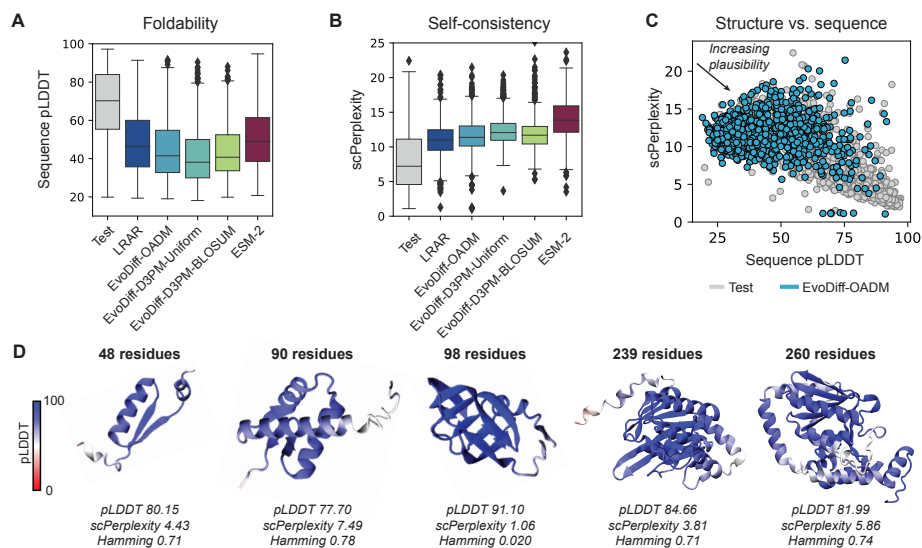 A
Foldability
Sequence pLDDT
100
80
60
40
20
Test
LRAR
EvoDiff-OADM
EvoDiff-D3PM-Uniform
EvoDiff-D3PM-BLOSUM
ESM-2
B
Self-consistency
scPerplexity
25
20
15
10
5
0
Test
LRAR
EvoDiff-OADM
EvoDiff-D3PM-Uniform
EvoDiff-D3PM-BLOSUM
ESM-2
C
Structure vs. sequence
Increasing
plausibility
scPerplexity
20
15
10
5
0
25
50
75
100
Sequence pLDDT
Test
EvoDiff-OADM
D
48 residues
90 residues
98 residues
239 residues
260 residues
100
pLDDT
0
pLDDT 80.15
scPerplexity 4.43
Hamming 0.71
pLDDT 77.70
scPerplexity 7.49
Hamming 0.78
pLDDT 91.10
scPerplexity 1.06
Hamming 0.020
pLDDT 84.66
scPerplexity 3.81
Hamming 0.71
pLDDT 81.99
scPerplexity 5.86
Hamming 0.74